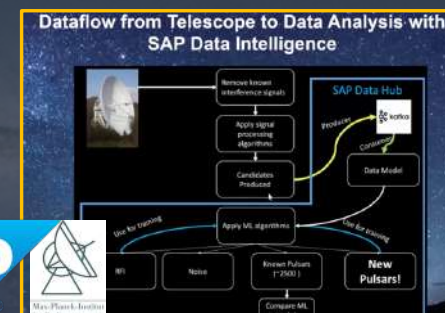 Dataflow from Telescope to Data Analysis with
SAP Data Intelligence
Remove known
interference signals
SAP Data Hub
Apply signal
processing
algorithms
Producer
kafka
Consumer
Candidates
Produced
Data Model
Use for training
Apply ML algorithms
Use for training
RFI
Noise
Known Pulsars
(~2500 )
New
Pulsars!
Compare ML
Max-Planck-Institut